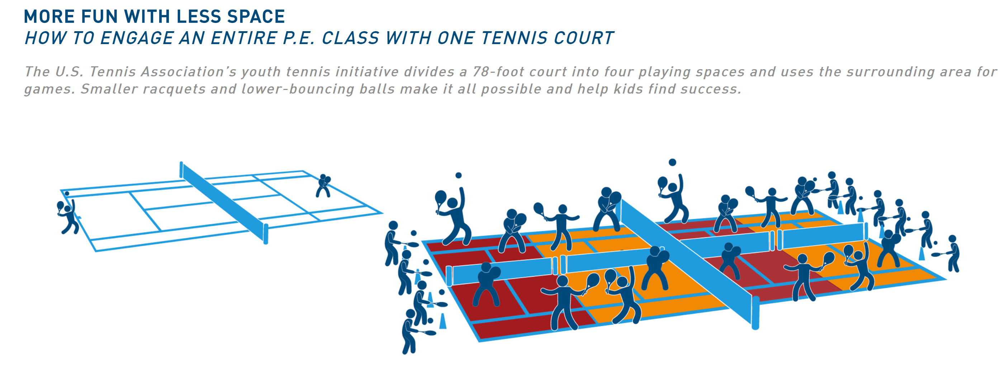 MORE FUN WITH LESS SPACE
HOW TO ENGAGE AN ENTIRE P.E. CLASS WITH ONE TENNIS COURT
The U.S. Tennis Association’s youth tennis initiative divides a 78-foot court into four playing spaces and uses the surrounding area for
games. Smaller racquets and lower-bouncing balls make it all possible and help kids find success.